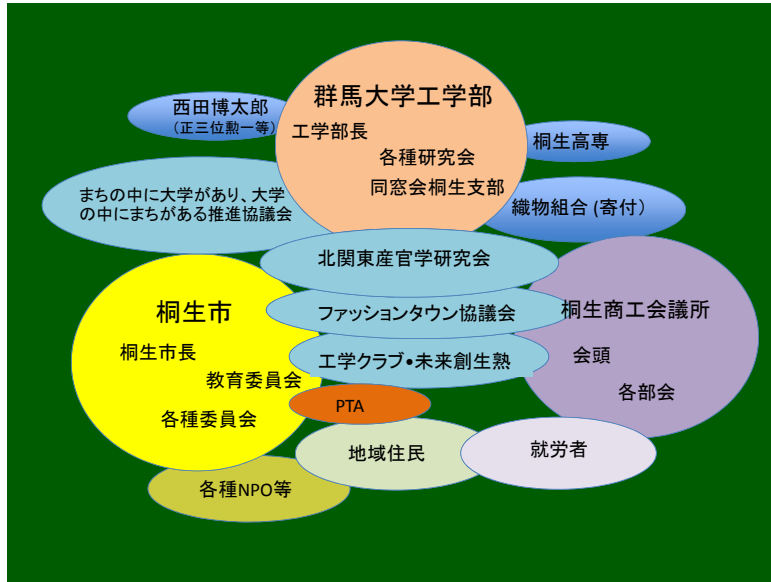 群馬大学工学部
西田博太郎
(正三位勲一等)
工学部長
各種研究会
同窓会桐生支部
桐生高専
まちの中に大学があり、大学
の中にまちがある推進協議会
織物組合 (寄付)
北関東産官学研究会
桐生市
ファッションタウン協議会
桐生商工会議所
桐生市長
工学クラブ•未来創生熟
会頭
教育委員会
各部会
各種委員会
PTA
地域住民
就労者
各種NPO等